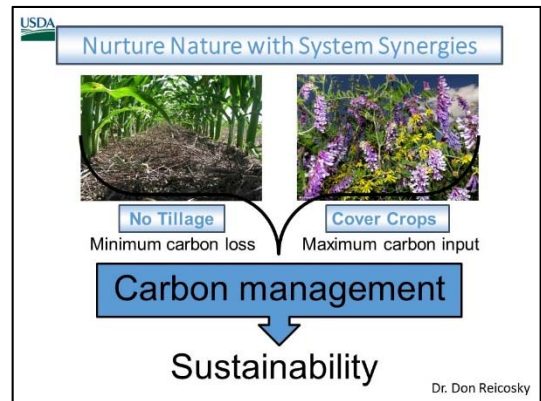 USDA
Nurture Nature with System Synergies
No Tillage
Cover Crops
Minimum carbon loss
Maximum carbon input
Carbon management
Sustainability
Dr. Don Reicosky